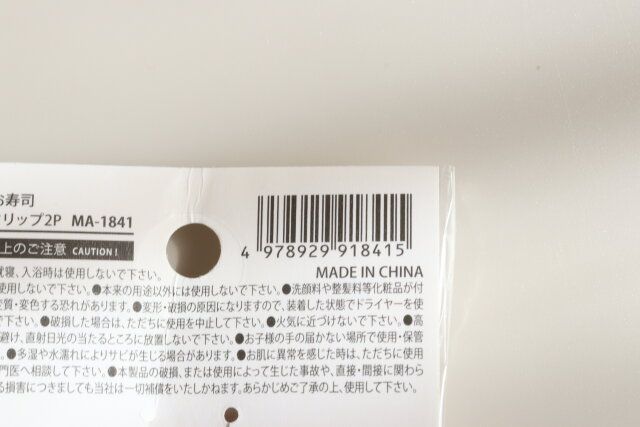 お寿司
リップ2P MA-1841
上のご注意 CAUTION!
4 978929 918415
MADE IN CHINA
寝、入浴時は使用しないで下さい。
使用しないで下さい。●本来の用途以外には使用しないで下さい。●洗顔料や整髪料等化粧品が付
変質・変色する恐れがあります。●変形・破損の原因になりますので、装着した状態でドライヤーを使
で下さい。●破損した場合は、ただちに使用を中止して下さい。●火気に近づけないで下さい。●高
避け、直射日光の当たるところに放置しないで下さい。●お子様の手の届かない場所で使用・保管
●多湿や水濡れによりサビが生じる場合があります。●お肌に異常を感じた時は、ただちに使用
門医へ相談して下さい。●本製品の破損、または使用によって生じた事故や、直接・間接に関わら
る損害につきましても当社は一切補償をいたしかねます。あらかじめご了承の上、使用して下さい。